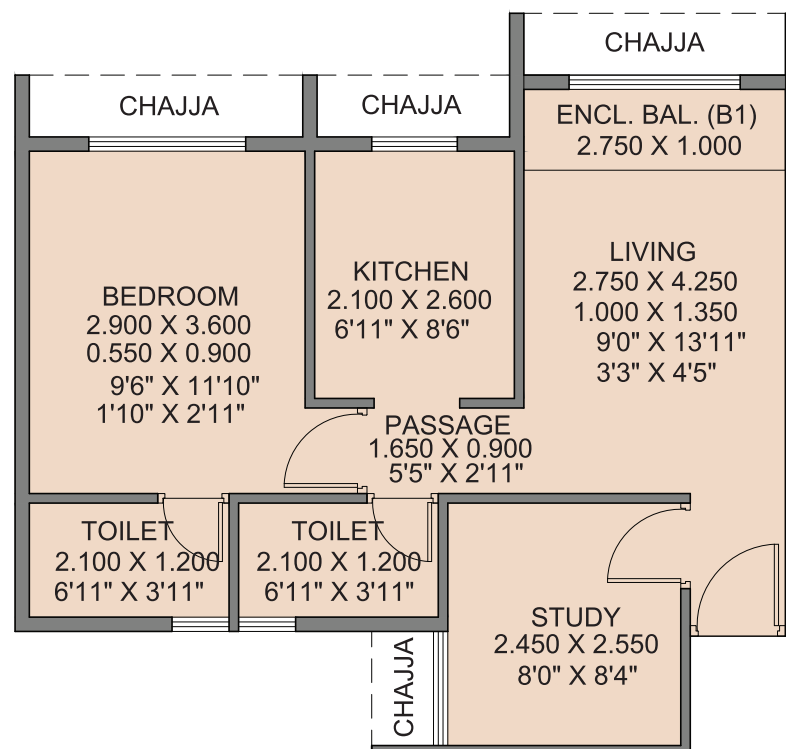 CHAJJA
CHAJJA
CHAJJA
ENCL. BAL. (B1)
2.750 X 1.000
LIVING
2.750 X 4.250
1.000 X 1.350
9'0" X 13'11"
3'3" X 4'5"
KITCHEN
2.100 X 2.600
6'11" X 8'6"
BEDROOM
2.900 X 3.600
0.550 X 0.900
9'6" X 11'10"
1'10" X 2'11"
PASSAGE
1.650 X 0.900
5'5" X 2'11"
TOILET
2.100 X 1.200
6'11" X 3'11"
TOILET
2.100 X 1.200
6'11" X 3'11"
STUDY
2.450 X 2.550
8'0" X 8'4"
CHAJJA